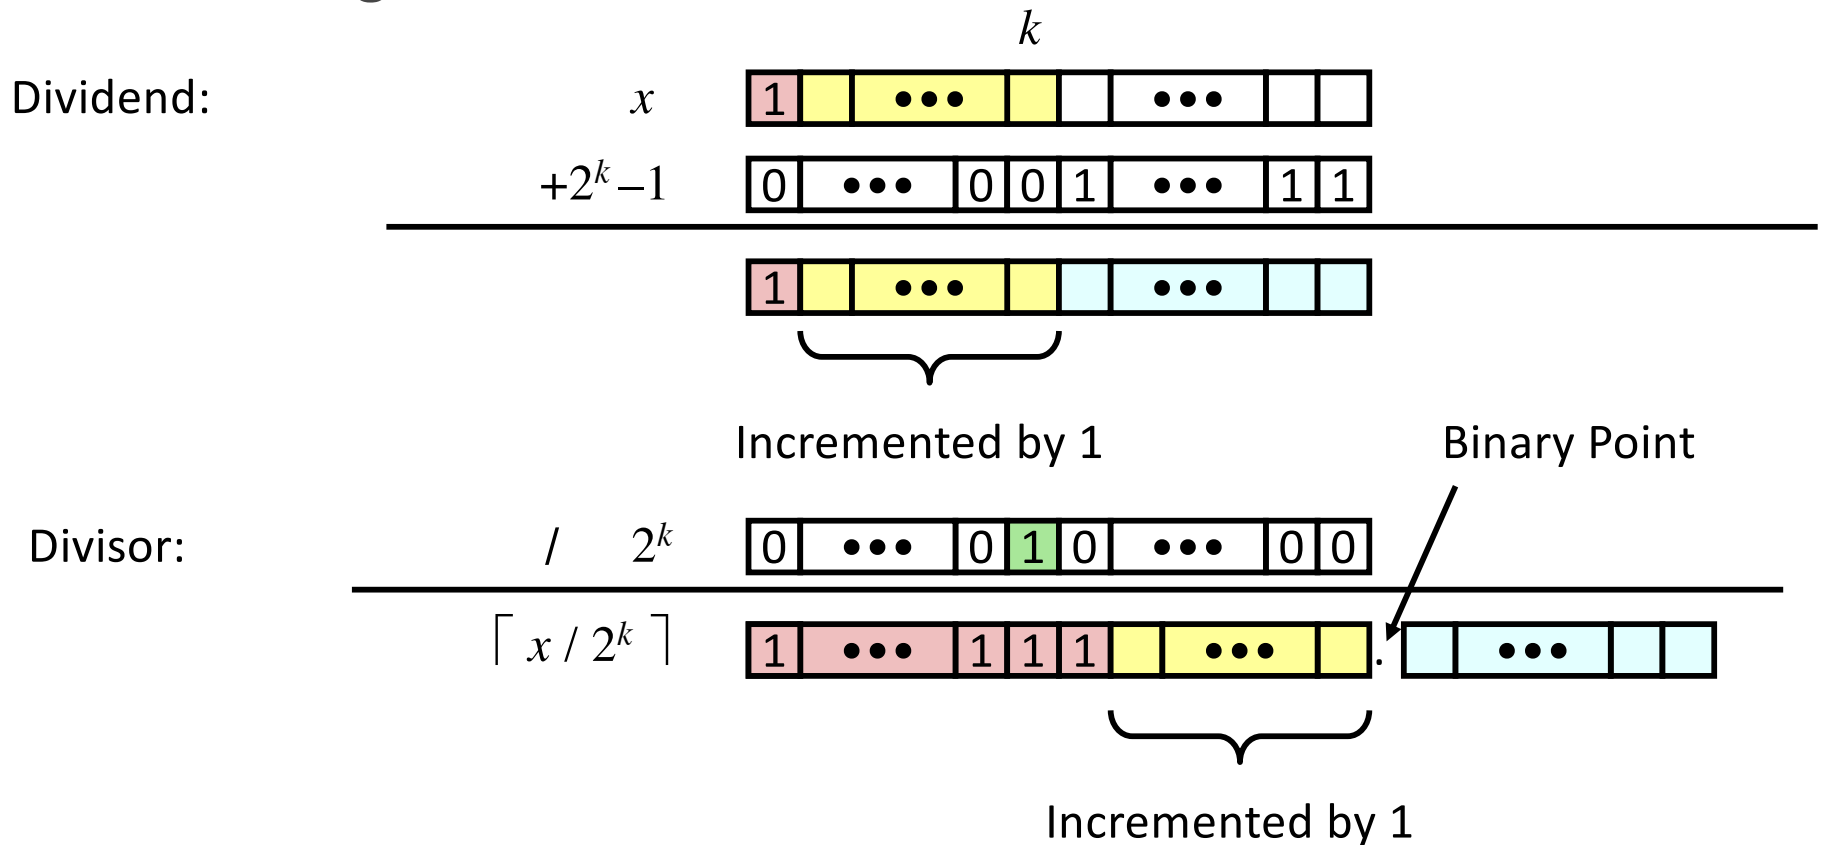 k
Dividend: x 1 ••• •••
+2^k –1 0 ••• 0 0 1 ••• 1 1
1 ••• •••
Incremented by 1 Binary Point
Divisor: / 2^k 0 ••• 0 1 0 ••• 0 0
⌈ x / 2^k ⌉ 1 ••• 1 1 1 ••• . •••
Incremented by 1